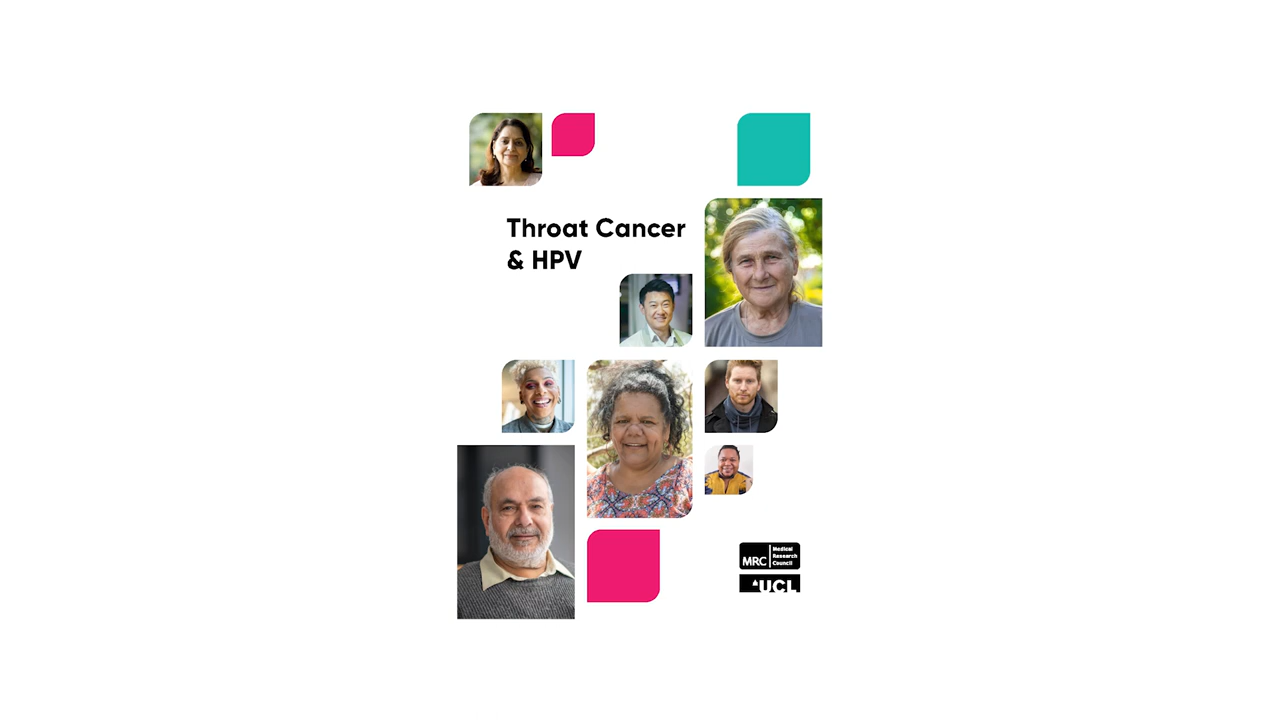 Throat Cancer
& HPV
MRC
Medical
Research
Council
UCL